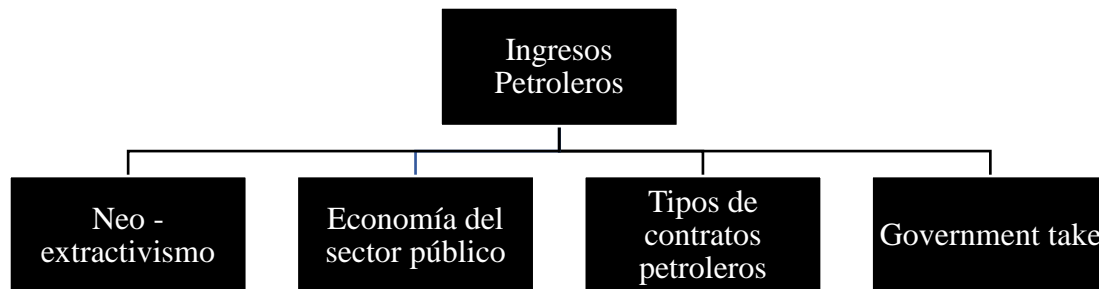 Ingresos
Petroleros
Neo -
extractivismo
Economía del
sector público
Tipos de
contratos
petroleros
Government take